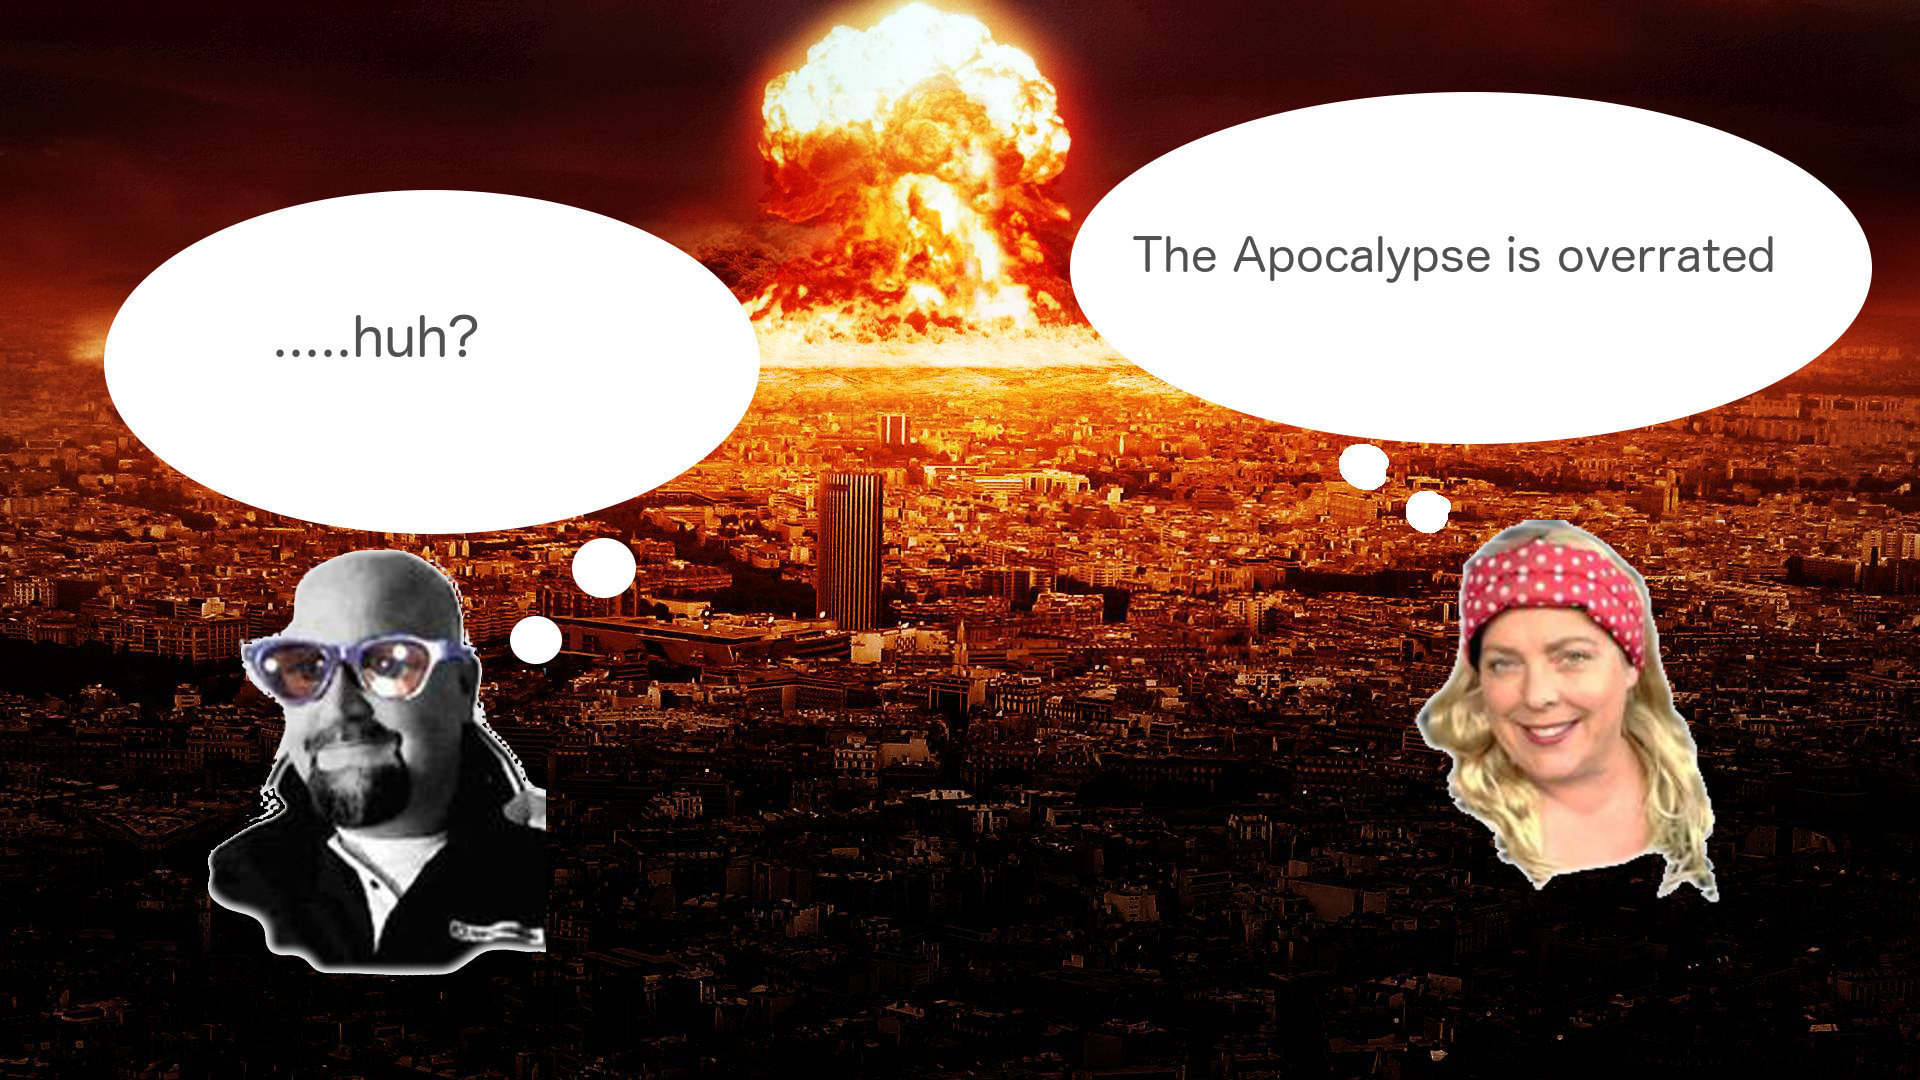 .....huh?
The Apocalypse is overrated